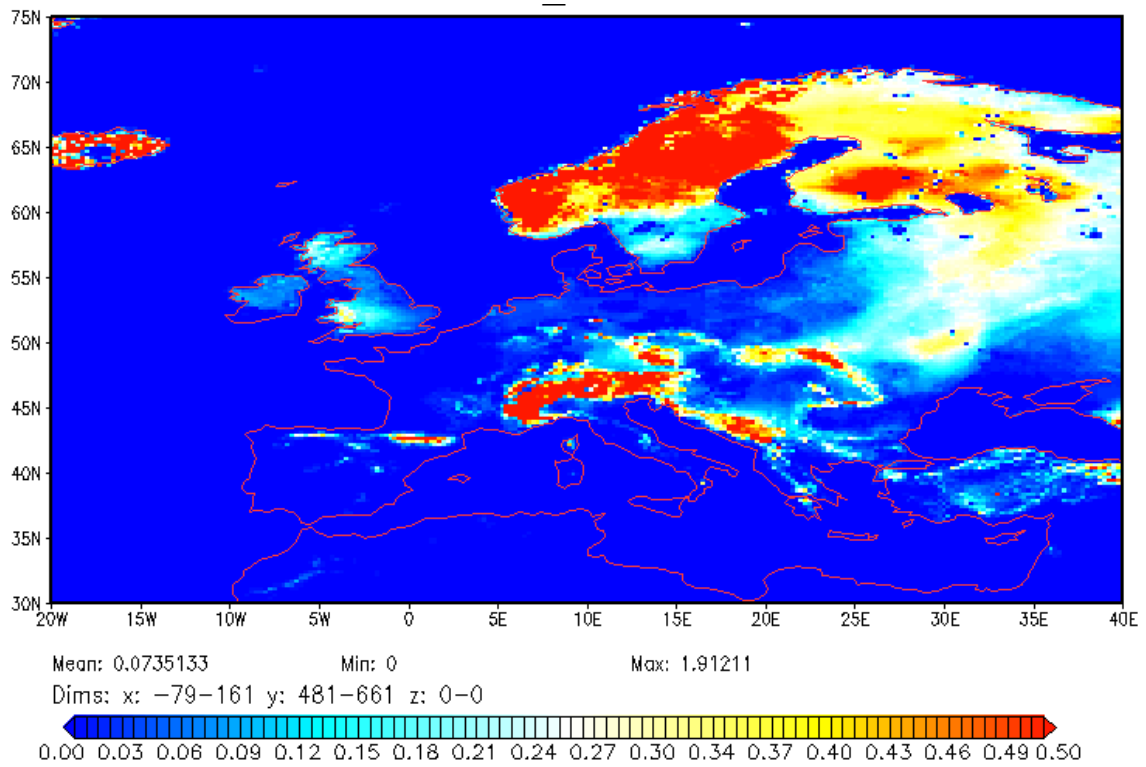 75N
70N
65N
60N
55N
50N
45N
40N
35N
30N
20W 15W 10W 5W 0 5E 10E 15E 20E 25E 30E 35E 40E
Mean: 0.0735133 Min: 0 Max: 1.91211
Dims: x: -79-161 y: 481-661 z: 0-0
0.00 0.03 0.06 0.09 0.12 0.15 0.18 0.21 0.24 0.27 0.30 0.34 0.37 0.40 0.43 0.46 0.49 0.50